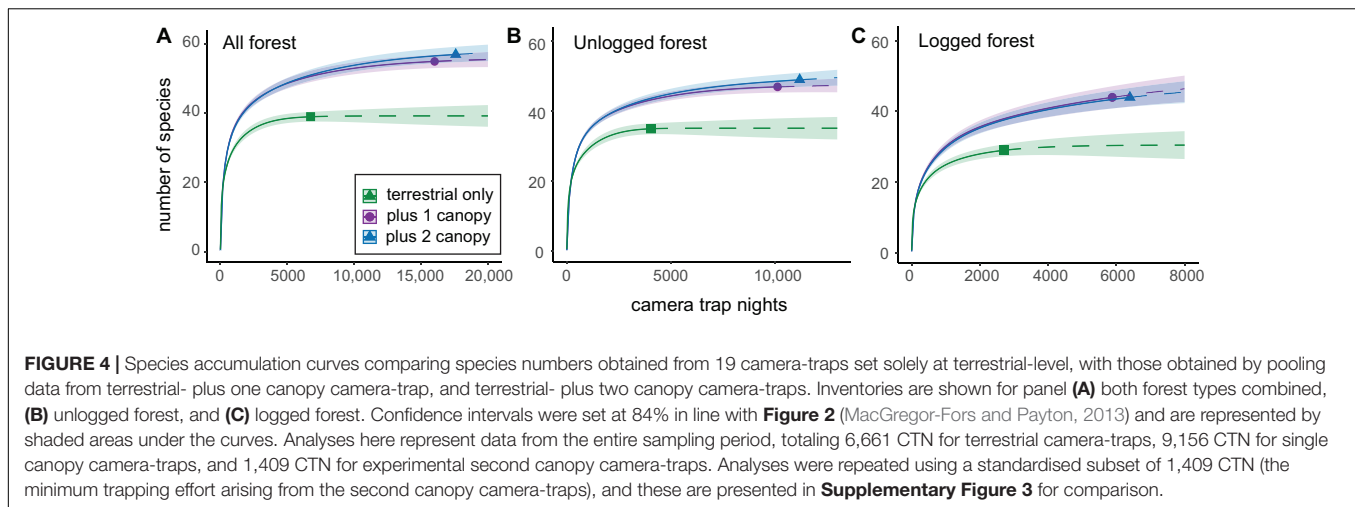 A
All forest
B
Unlogged forest
C
Logged forest
number of species
60
40
20
0
0
5000
10,000
15,000
20,000
terrestrial only
plus 1 canopy
plus 2 canopy
60
40
20
0
0
5000
10,000
60
40
20
0
0
2000
4000
6000
8000
camera trap nights
FIGURE 4 | Species accumulation curves comparing species numbers obtained from 19 camera-traps set solely at terrestrial-level, with those obtained by pooling
data from terrestrial- plus one canopy camera-trap, and terrestrial- plus two canopy camera-traps. Inventories are shown for panel (A) both forest types combined,
(B) unlogged forest, and (C) logged forest. Confidence intervals were set at 84% in line with Figure 2 (MacGregor-Fors and Payton, 2013) and are represented by
shaded areas under the curves. Analyses here represent data from the entire sampling period, totaling 6,661 CTN for terrestrial camera-traps, 9,156 CTN for single
canopy camera-traps, and 1,409 CTN for experimental second canopy camera-traps. Analyses were repeated using a standardised subset of 1,409 CTN (the
minimum trapping effort arising from the second canopy camera-traps), and these are presented in Supplementary Figure 3 for comparison.